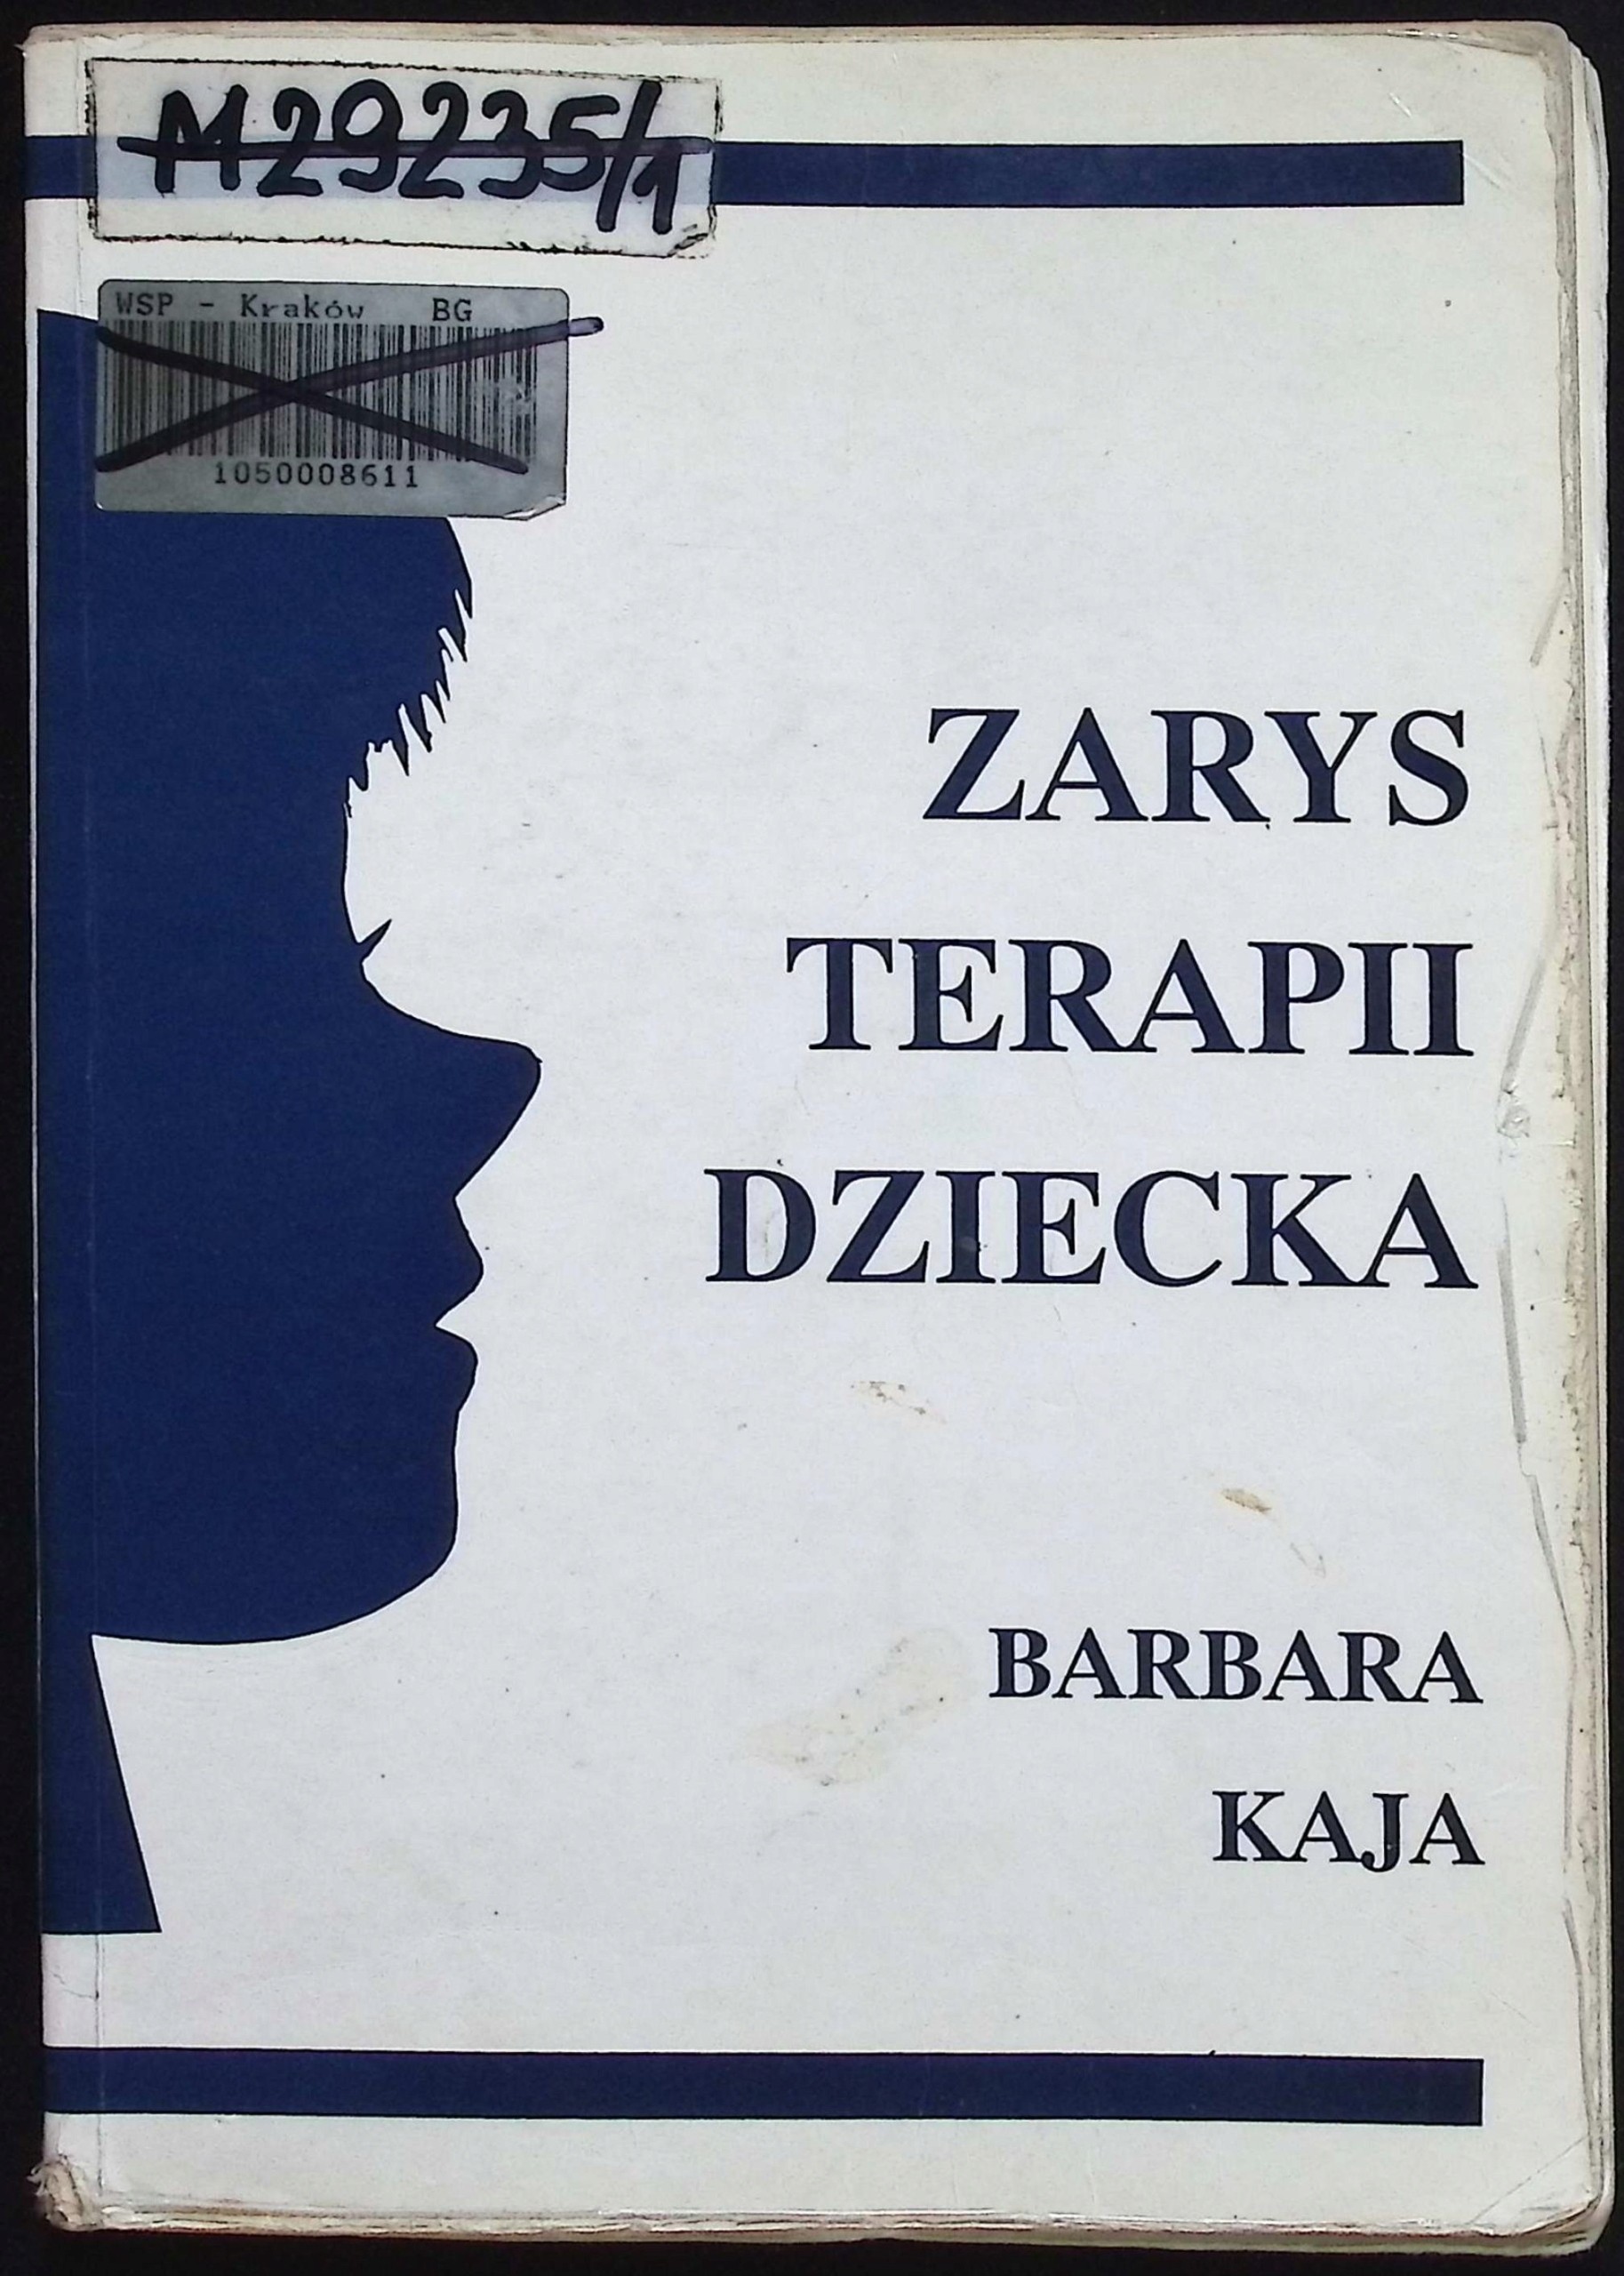 M29235/1
WSP - Kraków BG
1050008611
ZARYS
TERAPII
DZIECKA
BARBARA
KAJA